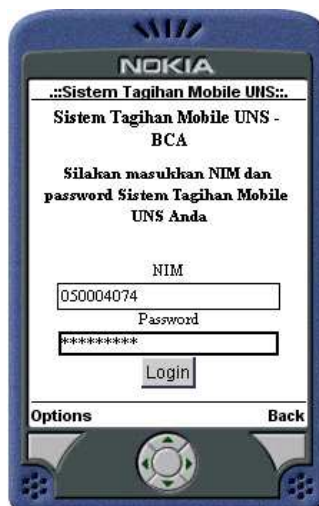 NOKIA
.::Sistem Tagihan Mobile UNS::.
Sistem Tagihan Mobile UNS -
BCA
Silakan masukkan NIM dan
password Sistem Tagihan Mobile
UNS Anda
NIM
050004074
Password
*********
Login
Options Back